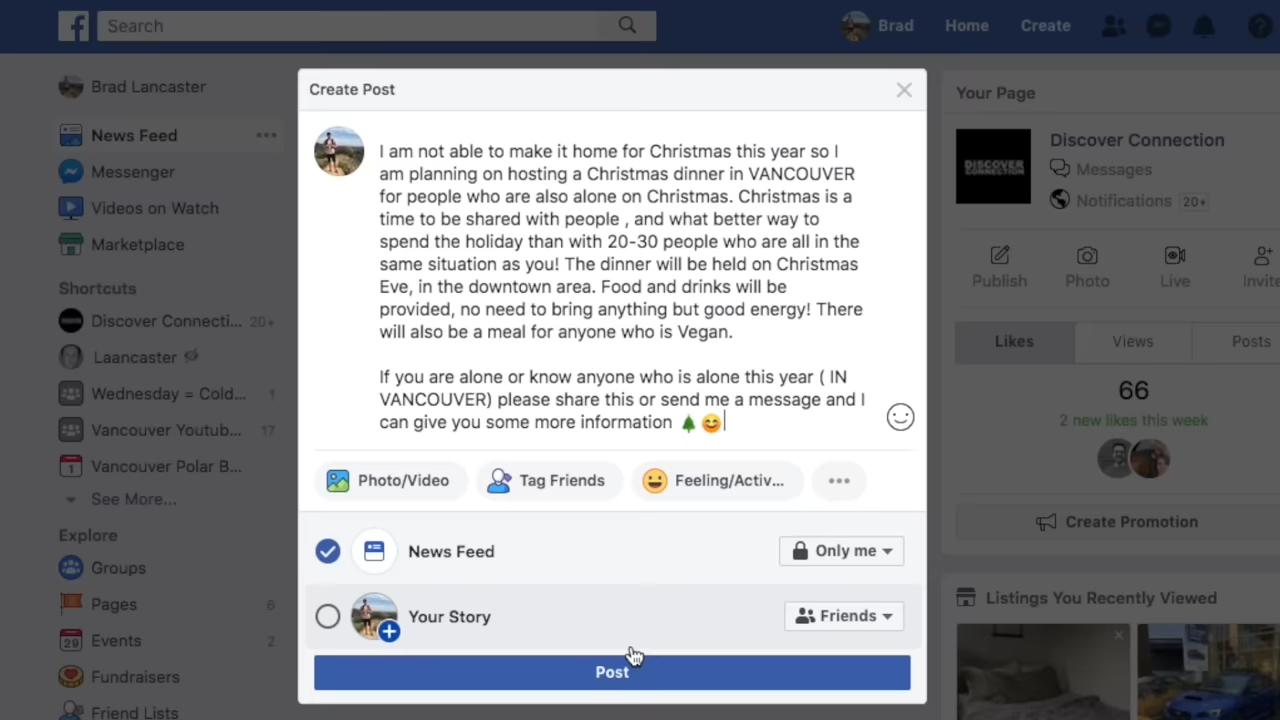 Search
Brad
Home
Create
Brad Lancaster
News Feed
Messenger
Videos on Watch
Marketplace
Shortcuts
Discover Connecti... 20+
Laancaster
Wednesday = Cold... 1
Vancouver Youtub... 17
Vancouver Polar B...
See More...
Explore
Groups
Pages 6
Events 2
Fundraisers
Friend Lists
Create Post
I am not able to make it home for Christmas this year so I
am planning on hosting a Christmas dinner in VANCOUVER
for people who are also alone on Christmas. Christmas is a
time to be shared with people , and what better way to
spend the holiday than with 20-30 people who are all in the
same situation as you! The dinner will be held on Christmas
Eve, in the downtown area. Food and drinks will be
provided, no need to bring anything but good energy! There
will also be a meal for anyone who is Vegan.
If you are alone or know anyone who is alone this year ( IN
VANCOUVER) please share this or send me a message and I
can give you some more information 🌲😊
Photo/Video
Tag Friends
Feeling/Activ...
News Feed
Only me
Your Story
Friends
Post
Your Page
DISCOVER
CONNECTION
Discover Connection
Messages
Notifications 20+
Publish
Photo
Live
Invite
Likes
Views
Posts
66
2 new likes this week
Create Promotion
Listings You Recently Viewed